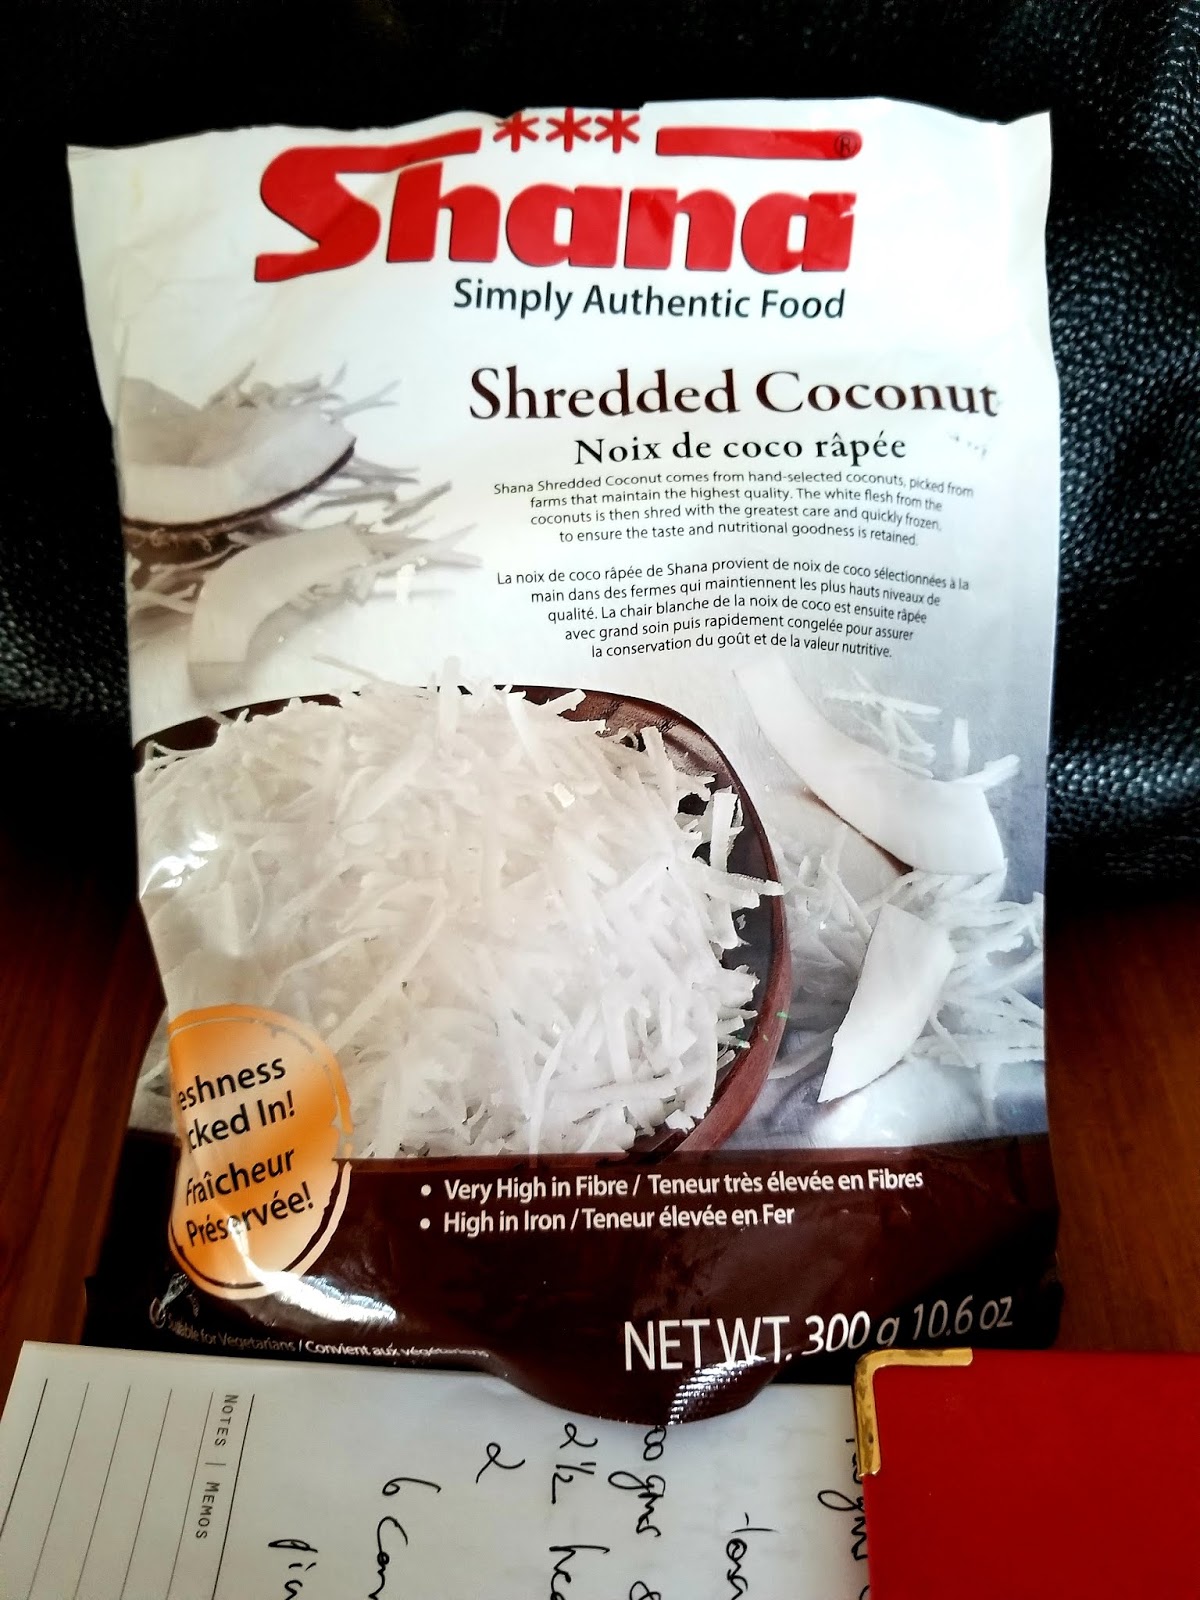 ***
Shana®
Simply Authentic Food
Shredded Coconut
Noix de coco râpée
Shana Shredded Coconut comes from hand-selected coconuts, picked from
farms that maintain the highest quality. The white flesh from the
coconuts is then shred with the greatest care and quickly frozen,
to ensure the taste and nutritional goodness is retained.
La noix de coco râpée de Shana provient de noix de coco sélectionnées à la
main dans des fermes qui maintiennent les plus hauts niveaux de
qualité. La chair blanche de la noix de coco est ensuite râpée
avec grand soin puis rapidement congelée pour assurer
la conservation du goût et de la valeur nutritive.
eshness
cked In!
Fraîcheur
Préservée!
• Very High in Fibre / Teneur très élevée en Fibres
• High in Iron / Teneur élevée en Fer
Suitable for Vegetarians / Convient aux végétariens
NET WT. 300 g 10.6 oz
NOTES | MEMOS
6
2
2 1/2
gms